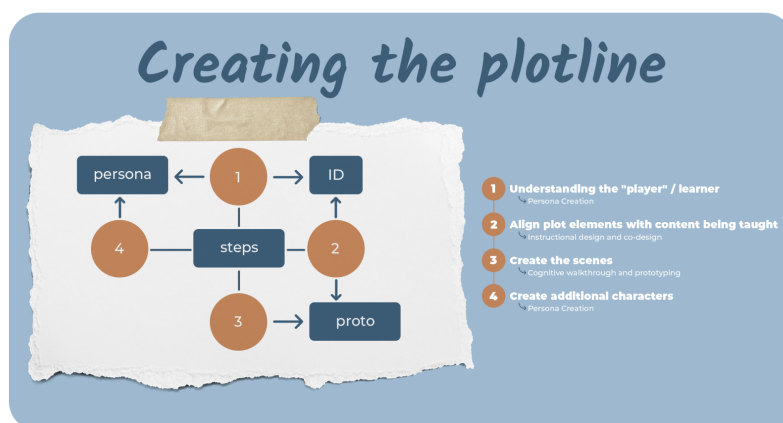 Creating the plotline
persona
1
ID
4
steps
2
3
proto
1 Understanding the "player" / learner
Persona Creation
2 Align plot elements with content being taught
Instructional design and co-design
3 Create the scenes
Cognitive walkthrough and prototyping
4 Create additional characters
Persona Creation